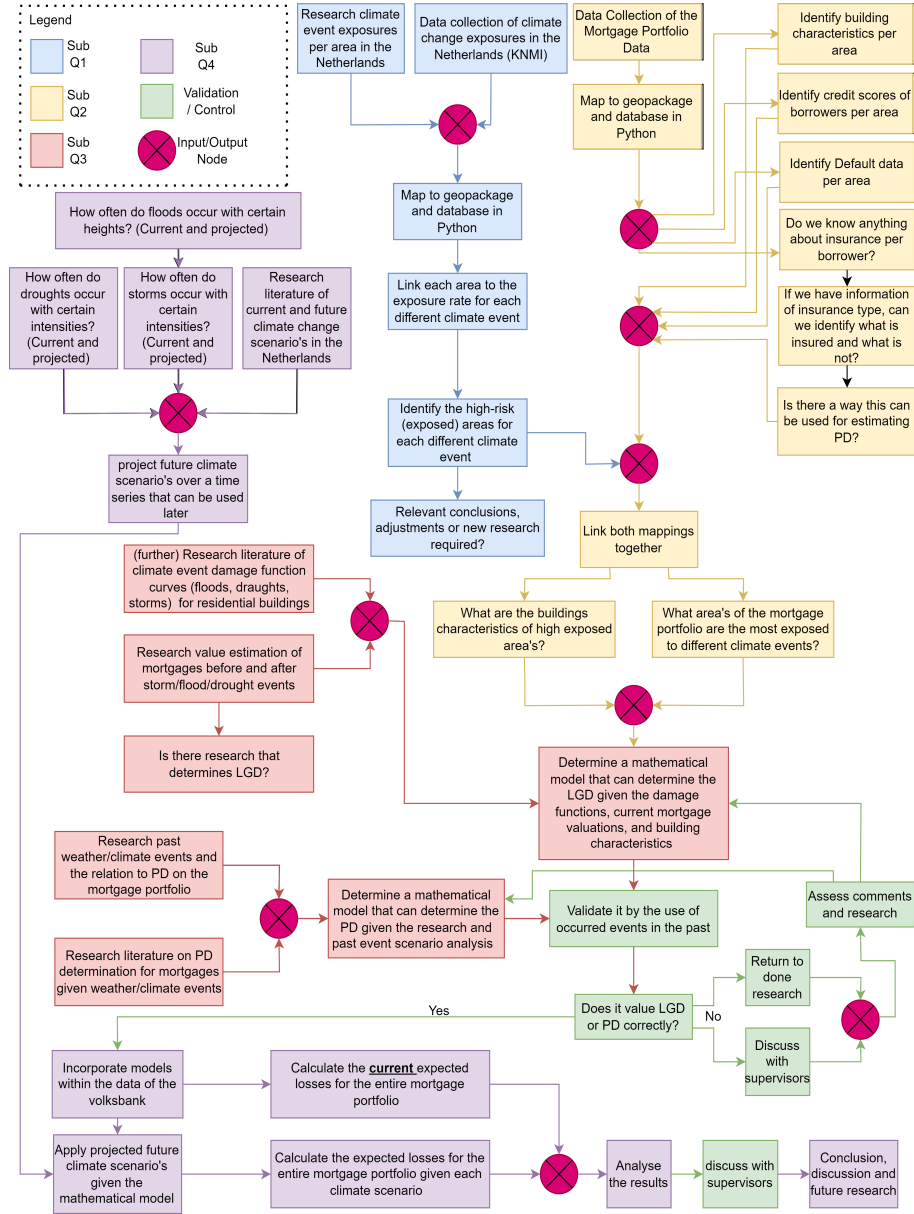 Legend
Sub
Q1
Sub
Q4
Sub
Q2
Validation
/ Control
Sub
Q3
Input/Output
Node
Research climate
event exposures
per area in the
Netherlands
Data collection of climate
change exposures in the
Netherlands (KNMI)
Map to geopackage
and database in
Python
Link each area to the
exposure rate for each
different climate event
Identify the high-risk
(exposed) areas for
each different climate
event
Relevant conclusions,
adjustments or new research
required?
Data Collection of the
Mortgage Portfolio
Data
Map to geopackage
and database in
Python
Identify building
characteristics per
area
Identify credit scores of
borrowers per area
Identify Default data
per area
Do we know anything
about insurance per
borrower?
If we have information
of insurance type, can
we identify what is
insured and what is
not?
Is there a way this can
be used for estimating
PD?
Link both mappings
together
What are the buildings
characteristics of high exposed
area's?
What area's of the mortgage
portfolio are the most exposed
to different climate events?
How often do floods occur with certain
heights? (Current and projected)
How often do
droughts occur
with certain
intensities?
(Current and
projected)
How often do
storms occur with
certain
intensities?
(Current and
projected)
Research
literature of
current and future
climate change
scenario's in the
Netherlands
project future climate
scenario's over a time
series that can be used
later
(further) Research literature of
climate event damage function
curves (floods, draughts,
storms) for residential buildings
Research value estimation of
mortgages before and after
storm/flood/drought events
Is there research that
determines LGD?
Determine a mathematical
model that can determine the
LGD given the damage
functions, current mortgage
valuations, and building
characteristics
Research past
weather/climate events and
the relation to PD on the
mortgage portfolio
Research literature on PD
determination for mortgages
given weather/climate events
Determine a mathematical
model that can determine the
PD given the research and
past event scenario analysis
Validate it by the use of
occurred events in the past
Assess comments
and research
Does it value LGD
or PD correctly?
Yes
No
Return to
done
research
Discuss
with
supervisors
Incorporate models
within the data of the
volksbank
Calculate the current expected
losses for the entire mortgage
portfolio
Apply projected future
climate scenario's
given the
mathematical model
Calculate the expected losses for the
entire mortgage portfolio given each
climate scenario
Analyse
the results
discuss with
supervisors
Conclusion,
discussion and
future research